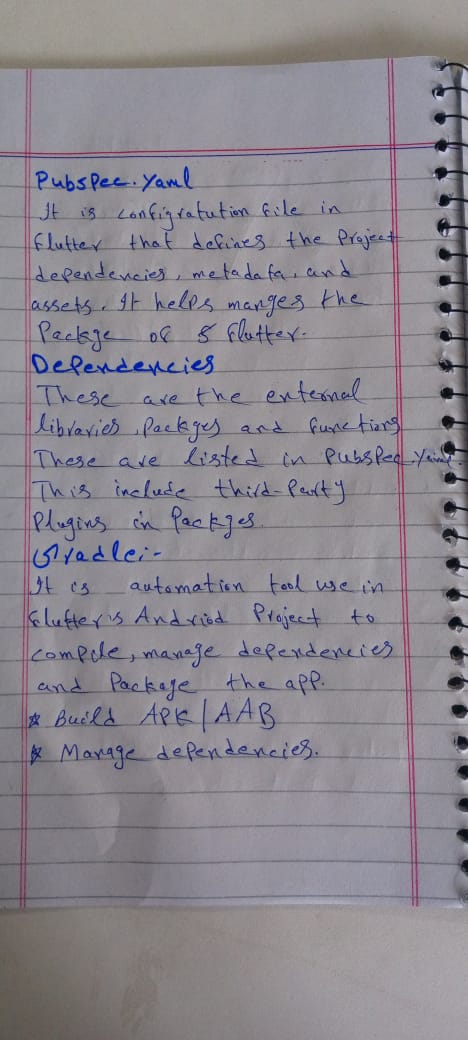 Pubspec.yaml
It is configratution file in
flutter that defines the Project
dependencies, metadata, and
assets. It helps manges the
Packge of 5 flutter.
Dependencies
These are the external
libraries, Packges and functions
These are listed in Pubspec.yaml.
This include third-Party
Plugins in Packges.
Gradle:-
It is automation tool use in
flutter's Andriod Project to
compile, manage dependencies
and Package the app.
* Build APK/AAB
* Manage dependencies.